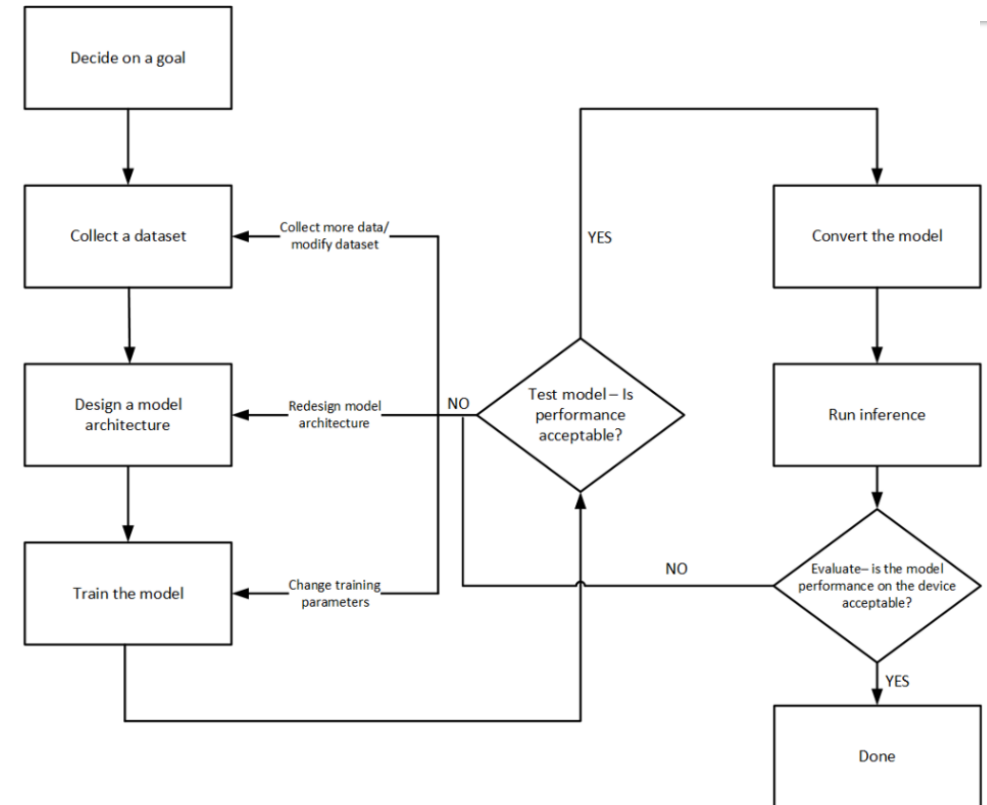 Decide on a goal
Collect a dataset
Collect more data/
modify dataset
Design a model
architecture
Redesign model
architecture
NO
Train the model
Change training
parameters
Test model – Is
performance
acceptable?
YES
Convert the model
Run inference
Evaluate– is the model
performance on the device
acceptable?
NO
YES
Done